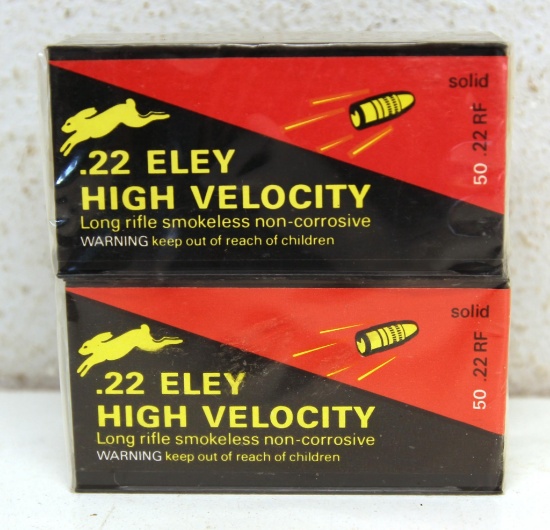 solid
50 .22 RF
.22 ELEY
HIGH VELOCITY
Long rifle smokeless non-corrosive
WARNING keep out of reach of children
solid
50 .22 RF
.22 ELEY
HIGH VELOCITY
Long rifle smokeless non-corrosive
WARNING keep out of reach of children